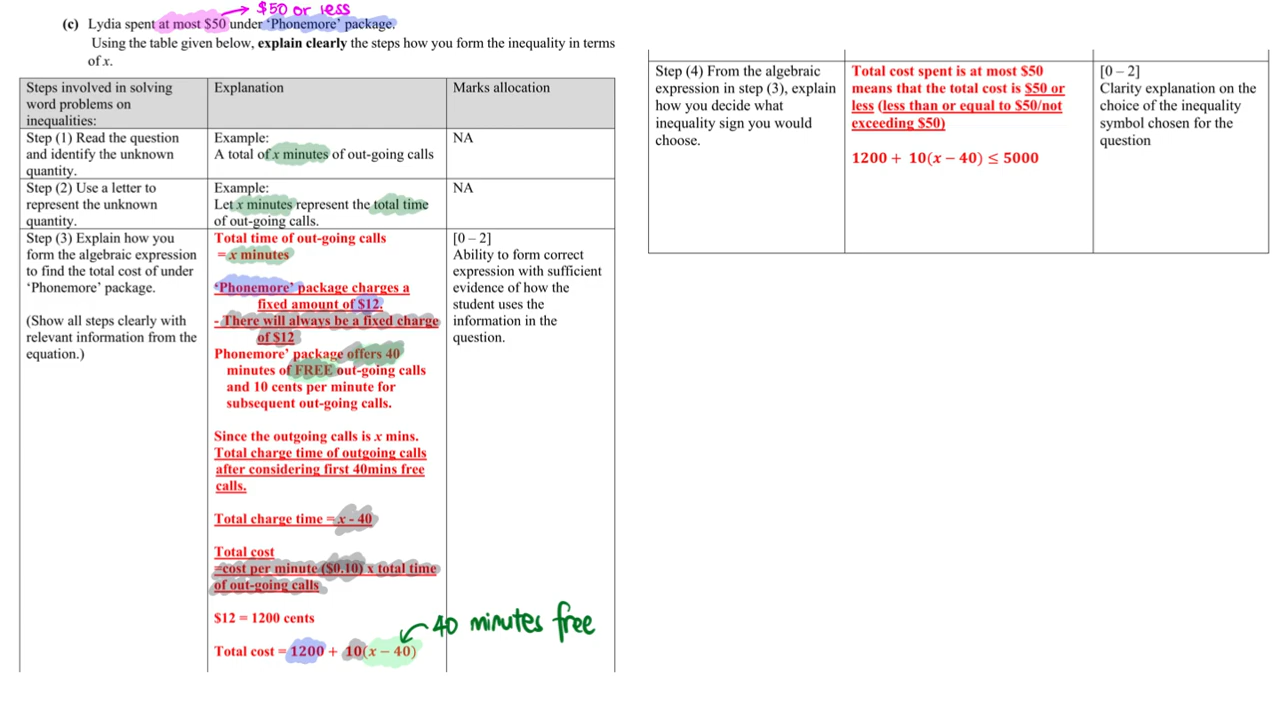 $50 or less
(c) Lydia spent at most $50 under 'Phonemore' package.
Using the table given below, explain clearly the steps how you form the inequality in terms
of x.
Steps involved in solving
word problems on
inequalities:
Explanation
Marks allocation
Step (1) Read the question
and identify the unknown
quantity.
Example:
A total of x minutes of out-going calls
NA
Step (2) Use a letter to
represent the unknown
quantity.
Example:
Let x minutes represent the total time
of out-going calls.
NA
Step (3) Explain how you
form the algebraic expression
to find the total cost of under
'Phonemore' package.
(Show all steps clearly with
relevant information from the
equation.)
Total time of out-going calls
= x minutes
'Phonemore' package charges a
fixed amount of $12.
- There will always be a fixed charge
of $12
Phonemore' package offers 40
minutes of FREE out-going calls
and 10 cents per minute for
subsequent out-going calls.
Since the outgoing calls is x mins.
Total charge time of outgoing calls
after considering first 40mins free
calls.
Total charge time = x - 40
Total cost
=cost per minute ($0.10) x total time
of out-going calls
$12 = 1200 cents
Total cost = 1200 + 10(x − 40)
40 minutes free
[0 – 2]
Ability to form correct
expression with sufficient
evidence of how the
student uses the
information in the
question.
Step (4) From the algebraic
expression in step (3), explain
how you decide what
inequality sign you would
choose.
Total cost spent is at most $50
means that the total cost is $50 or
less (less than or equal to $50/not
exceeding $50)
1200 + 10(x − 40) ≤ 5000
[0 – 2]
Clarity explanation on the
choice of the inequality
symbol chosen for the
question